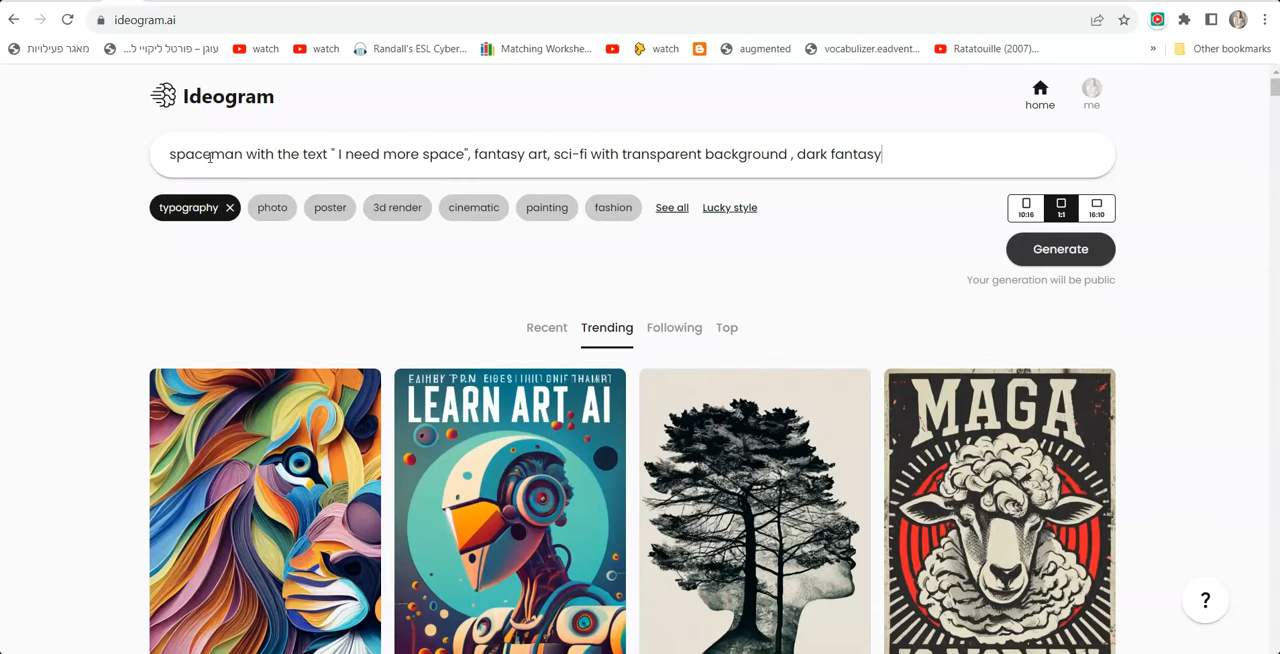 ideogram.ai
מאגר פעילויות
עוגן – פורטל ליקויי ל...
watch
watch
Randall's ESL Cyber...
Matching Workshe...
watch
augmented
vocabulizer.eadvent...
Ratatouille (2007)...
»
Other bookmarks
Ideogram
home
me
spaceman with the text " I need more space", fantasy art, sci-fi with transparent background , dark fantasy
typography
photo
poster
3d render
cinematic
painting
fashion
See all
Lucky style
10:16
1:1
16:10
Generate
Your generation will be public
Recent
Trending
Following
Top
LEARN ART AI
MAGA
?